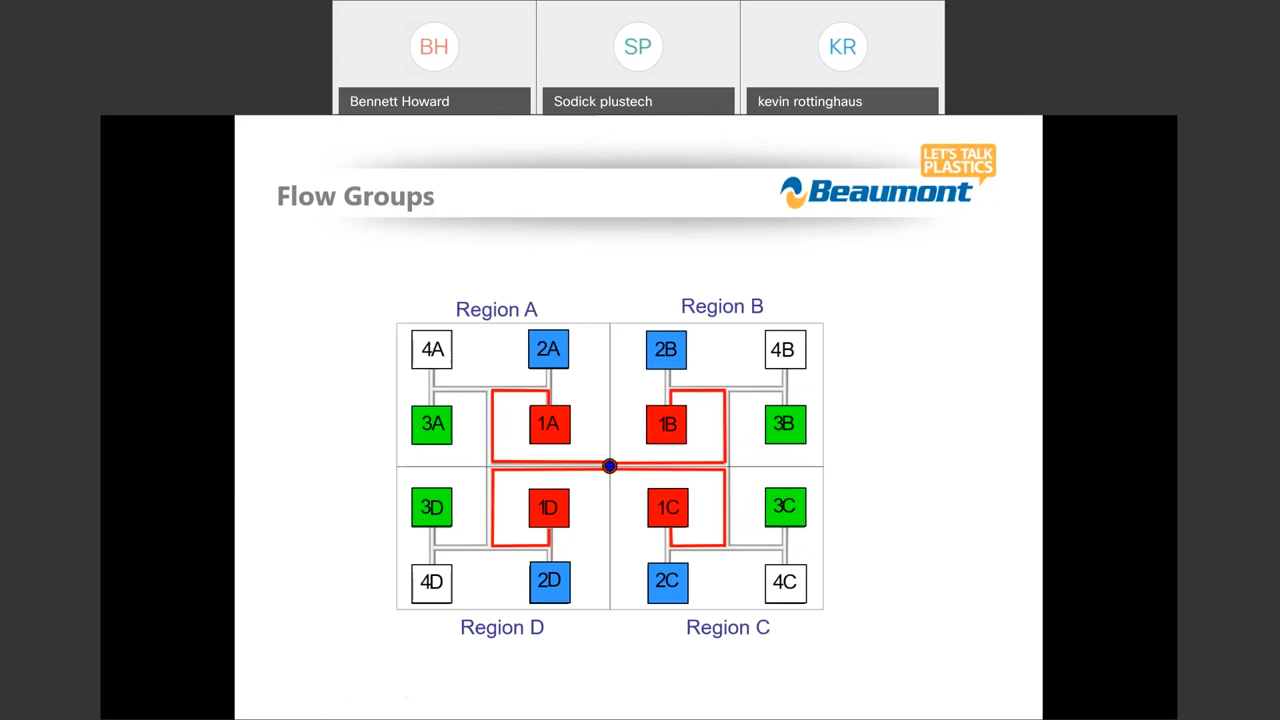 BH
SP
KR
Bennett Howard
Sodick plustech
kevin rottinghaus
LET'S TALK
PLASTICS
Flow Groups
Beaumont
Region A
Region B
4A
2A
2B
4B
3A
1A
1B
3B
3D
1D
1C
3C
4D
2D
2C
4C
Region D
Region C